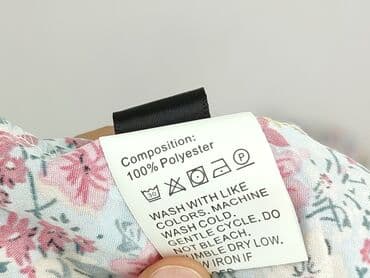 Composition:
100% Polyester
WASH WITH LIKE
COLORS, MACHINE
WASH COLD.
GENTLE CYCLE. DO
NOT BLEACH.
TUMBLE DRY LOW.
IRON IF